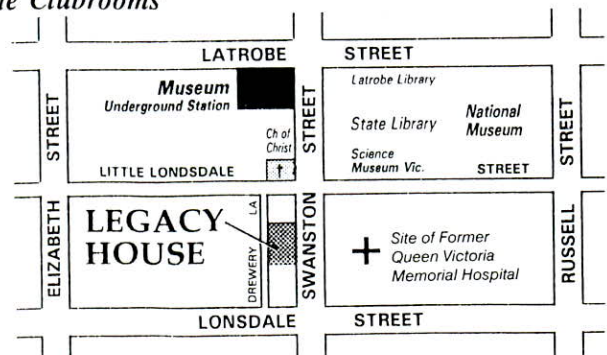 Clubrooms
LATROBE STREET
Museum
Underground Station
Latrobe Library
State Library
National
Museum
Science
Museum Vic.
Ch of
Christ
†
LITTLE LONDSDALE
STREET
STREET
STREET
STREET
ELIZABETH
SWANSTON
RUSSELL
LEGACY
HOUSE
DREWERY LA
Site of Former
Queen Victoria
Memorial Hospital
LONSDALE STREET